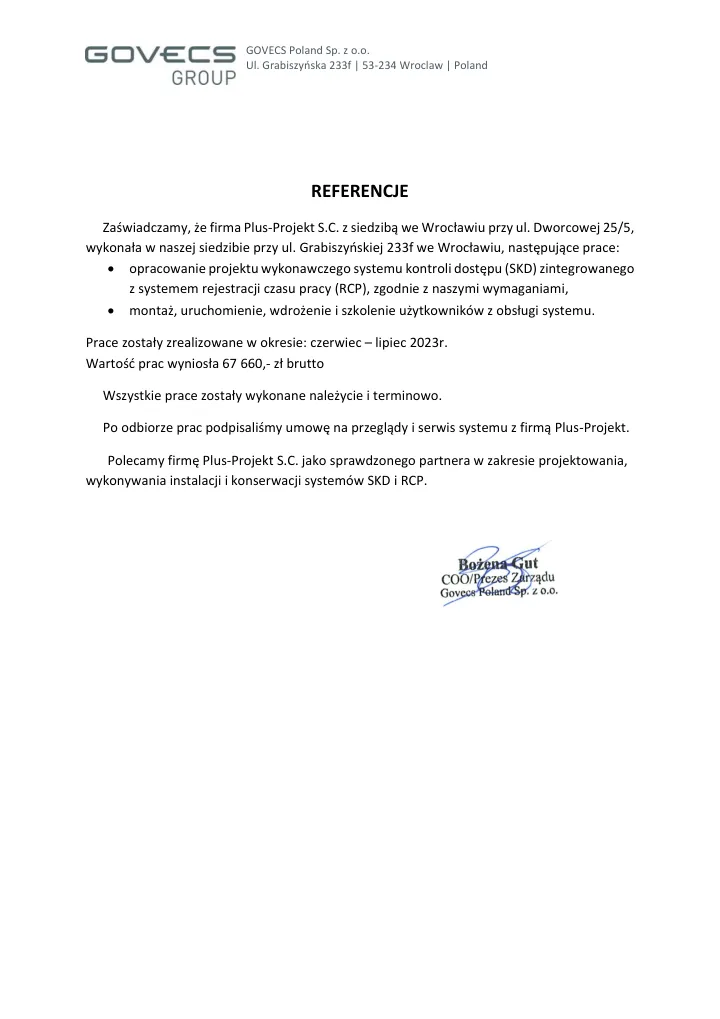 GOVECS
GROUP
GOVECS Poland Sp. z o.o.
Ul. Grabiszyńska 233f | 53-234 Wroclaw | Poland
REFERENCJE
Zaświadczamy, że firma Plus-Projekt S.C. z siedzibą we Wrocławiu przy ul. Dworcowej 25/5,
wykonała w naszej siedzibie przy ul. Grabiszyńskiej 233f we Wrocławiu, następujące prace:
• opracowanie projektu wykonawczego systemu kontroli dostępu (SKD) zintegrowanego
z systemem rejestracji czasu pracy (RCP), zgodnie z naszymi wymaganiami,
• montaż, uruchomienie, wdrożenie i szkolenie użytkowników z obsługi systemu.
Prace zostały zrealizowane w okresie: czerwiec – lipiec 2023r.
Wartość prac wyniosła 67 660,- zł brutto
Wszystkie prace zostały wykonane należycie i terminowo.
Po odbiorze prac podpisaliśmy umowę na przeglądy i serwis systemu z firmą Plus-Projekt.
Polecamy firmę Plus-Projekt S.C. jako sprawdzonego partnera w zakresie projektowania,
wykonywania instalacji i konserwacji systemów SKD i RCP.
Bożena Gut
COO/Prezes Zarządu
Govecs Poland Sp. z o.o.